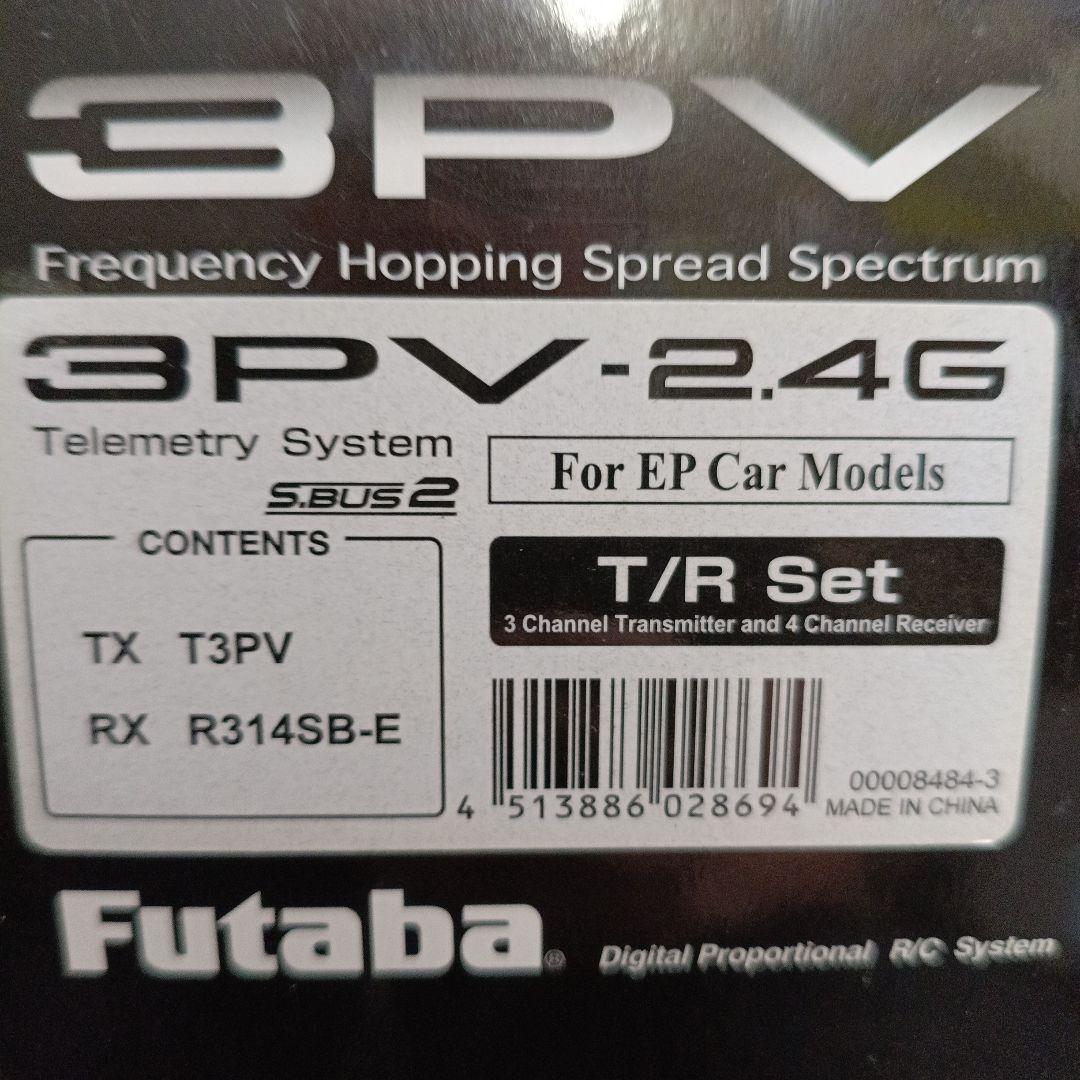 3PV
Frequency Hopping Spread Spectrum
3PV-2.4G
Telemetry System
S.BUS2
For EP Car Models
CONTENTS
TX T3PV
RX R314SB-E
T/R Set
3 Channel Transmitter and 4 Channel Receiver
4 513886 028694
00008484-3
MADE IN CHINA
Futaba®
Digital Proportional R/C System